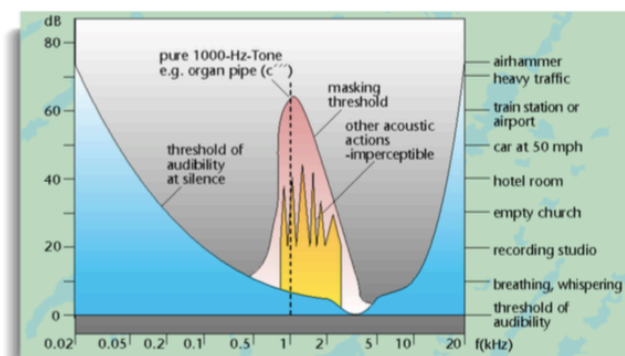 dB
80
60
40
20
0
pure 1000-Hz-Tone
e.g. organ pipe (c´´´)
masking
threshold
other acoustic
actions
-imperceptible
threshold of
audibility
at silence
airhammer
heavy traffic
train station or
airport
car at 50 mph
hotel room
empty church
recording studio
breathing, whispering
threshold of
audibility
0.02 0.05 0.2 0.1 0.5 1 2 5 10 20 f(kHz)